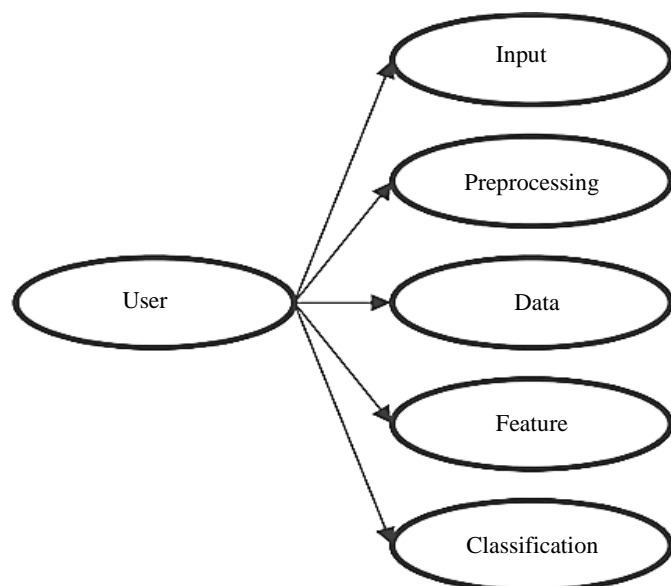 Input
Preprocessing
User
Data
Feature
Classification